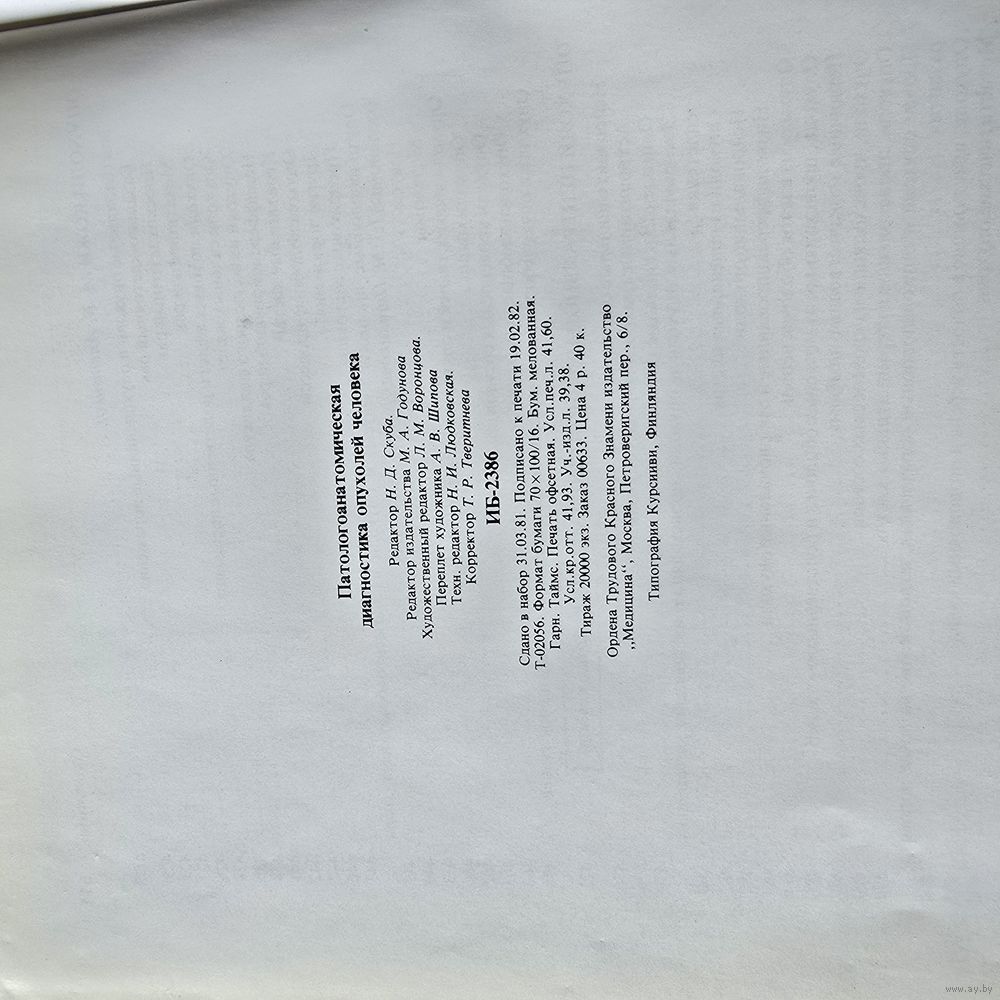 Патологоанатомическая
диагностика опухолей человека
Редактор Н. Д. Скуба.
Редактор издательства М. А. Годунова
Художественный редактор Л. М. Воронцова.
Переплет художника А. В. Шипова
Техн. редактор Н. И. Людковская.
Корректор Т. Р. Тверитнева
ИБ-2386
Сдано в набор 31.03.81. Подписано к печати 19.02.82.
Т-02056. Формат бумаги 70×100/16. Бум. мелованная.
Гарн. Таймс. Печать офсетная. Усл.печ.л. 41,60.
Усл.кр.отт. 41,93. Уч.-изд.л. 39,38.
Тираж 20000 экз. Заказ 00633. Цена 4 р. 40 к.
Ордена Трудового Красного Знамени издательство
,,Медицина‘‘, Москва, Петроверигский пер., 6/8.
Типография Курсииви, Финляндия
www.ay.by